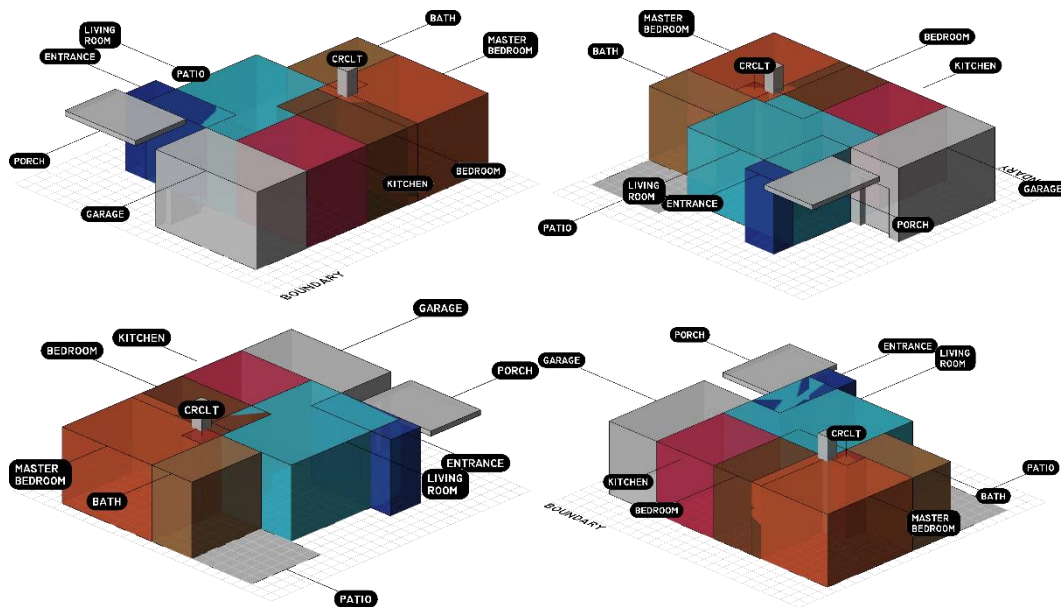 BATH
LIVING
ROOM
MASTER
BEDROOM
ENTRANCE
CRCLT
PATIO
PORCH
BEDROOM
KITCHEN
GARAGE
BOUNDARY
MASTER
BEDROOM
BEDROOM
BATH
CRCLT
KITCHEN
GARAGE
LIVING
ROOM
ENTRANCE
PORCH
PATIO
GARAGE
KITCHEN
BEDROOM
PORCH
CRCLT
ENTRANCE
MASTER
BEDROOM
LIVING
ROOM
BATH
PATIO
PORCH
ENTRANCE
GARAGE
LIVING
ROOM
CRCLT
PATIO
KITCHEN
BATH
BEDROOM
MASTER
BEDROOM
BOUNDARY